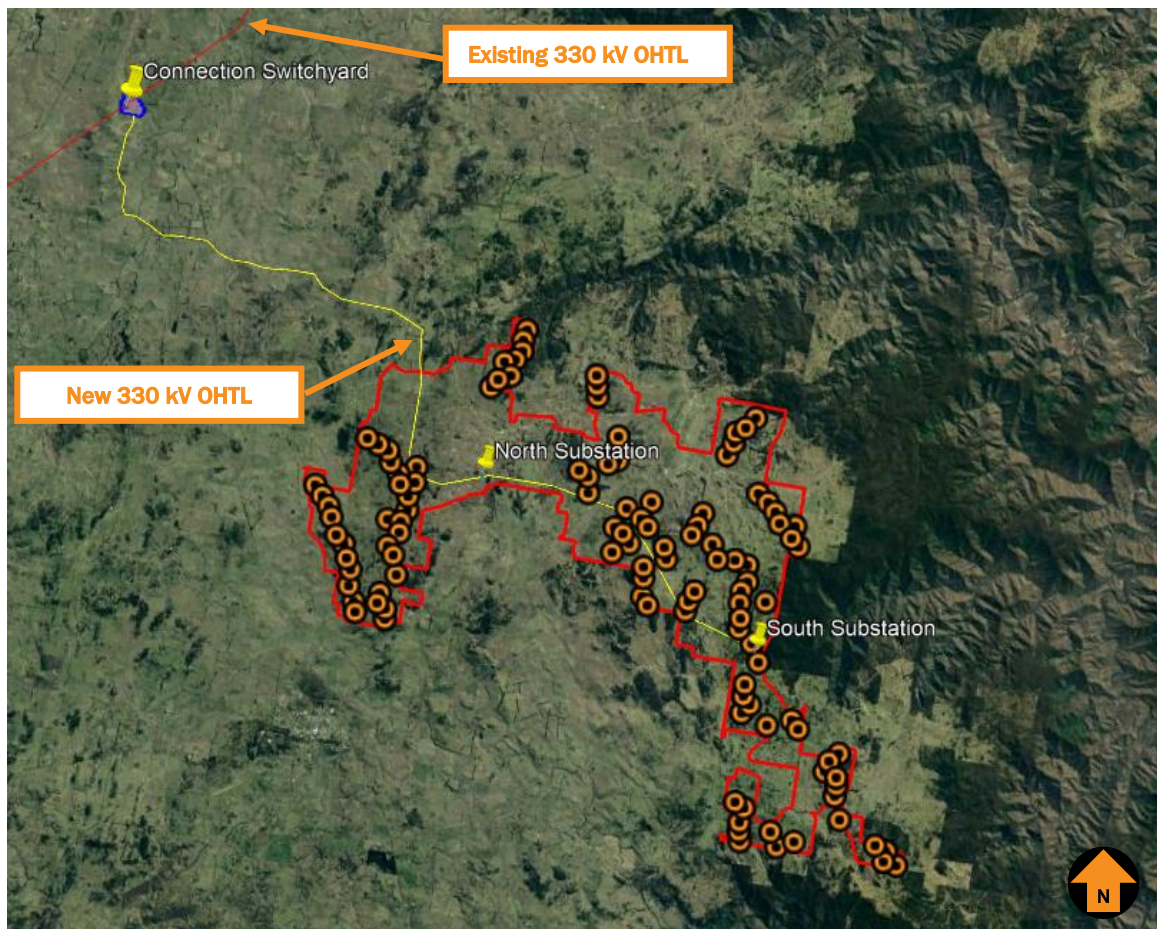 Existing 330 kV OHTL
Connection Switchyard
New 330 kV OHTL
North Substation
South Substation
N